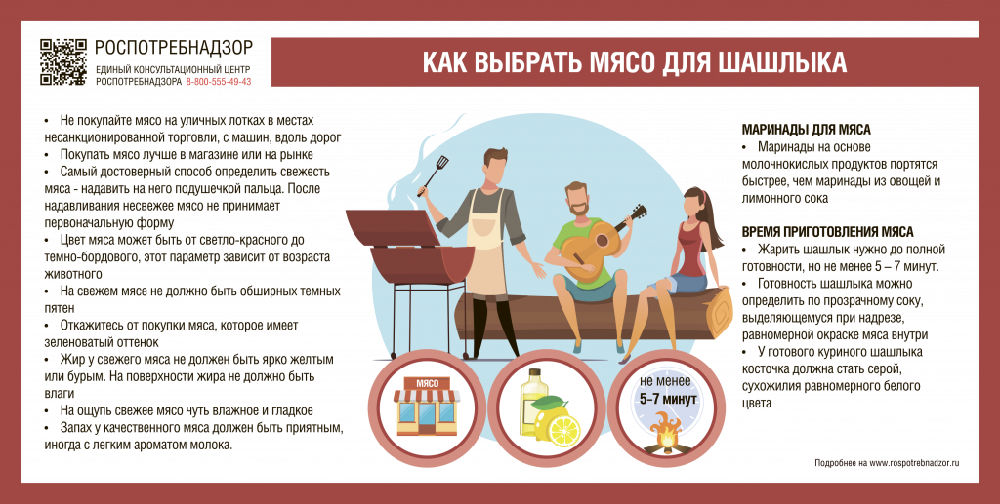 РОСПОТРЕБНАДЗОР
ЕДИНЫЙ КОНСУЛЬТАЦИОННЫЙ ЦЕНТР
РОСПОТРЕБНАДЗОРА 8-800-555-49-43
КАК ВЫБРАТЬ МЯСО ДЛЯ ШАШЛЫКА
• Не покупайте мясо на уличных лотках в местах
несанкционированной торговли, с машин, вдоль дорог
• Покупать мясо лучше в магазине или на рынке
• Самый достоверный способ определить свежесть
мяса - надавить на него подушечкой пальца. После
надавливания несвежее мясо не принимает
первоначальную форму
• Цвет мяса может быть от светло-красного до
темно-бордового, этот параметр зависит от возраста
животного
• На свежем мясе не должно быть обширных темных
пятен
• Откажитесь от покупки мяса, которое имеет
зеленоватый оттенок
• Жир у свежего мяса не должен быть ярко желтым
или бурым. На поверхности жира не должно быть
влаги
• На ощупь свежее мясо чуть влажное и гладкое
• Запах у качественного мяса должен быть приятным,
иногда с легким ароматом молока.
МЯСО
не менее
5-7 минут
МАРИНАДЫ ДЛЯ МЯСА
• Маринады на основе
молочнокислых продуктов портятся
быстрее, чем маринады из овощей и
лимонного сока
ВРЕМЯ ПРИГОТОВЛЕНИЯ МЯСА
• Жарить шашлык нужно до полной
готовности, но не менее 5 – 7 минут.
• Готовность шашлыка можно
определить по прозрачному соку,
выделяющемуся при надрезе,
равномерной окраске мяса внутри
• У готового куриного шашлыка
косточка должна стать серой,
сухожилия равномерного белого
цвета
Подробнее на www.rospotrebnadzor.ru